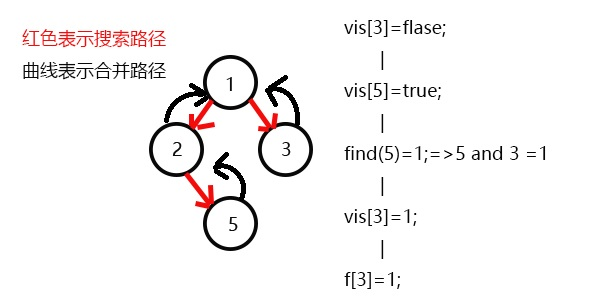 红色表示搜索路径
曲线表示合并路径
1
2
3
5
vis[3]=flase;
|
vis[5]=true;
|
find(5)=1;=>5 and 3 =1
|
vis[3]=1;
|
f[3]=1;